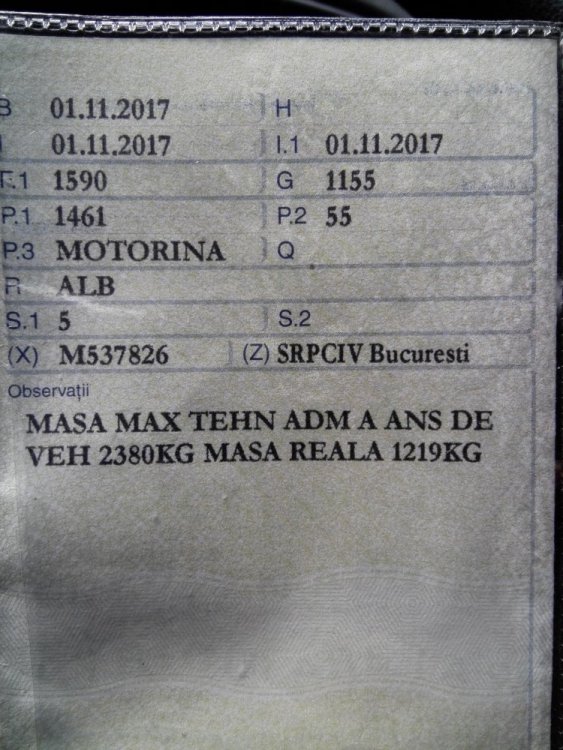 B 01.11.2017 H
I 01.11.2017 I.1 01.11.2017
F.1 1590 G 1155
P.1 1461 P.2 55
P.3 MOTORINA Q
R ALB
S.1 5 S.2
(X) M537826 (Z) SRPCIV Bucuresti
Observații
MASA MAX TEHN ADM A ANS DE
VEH 2380KG MASA REALA 1219KG